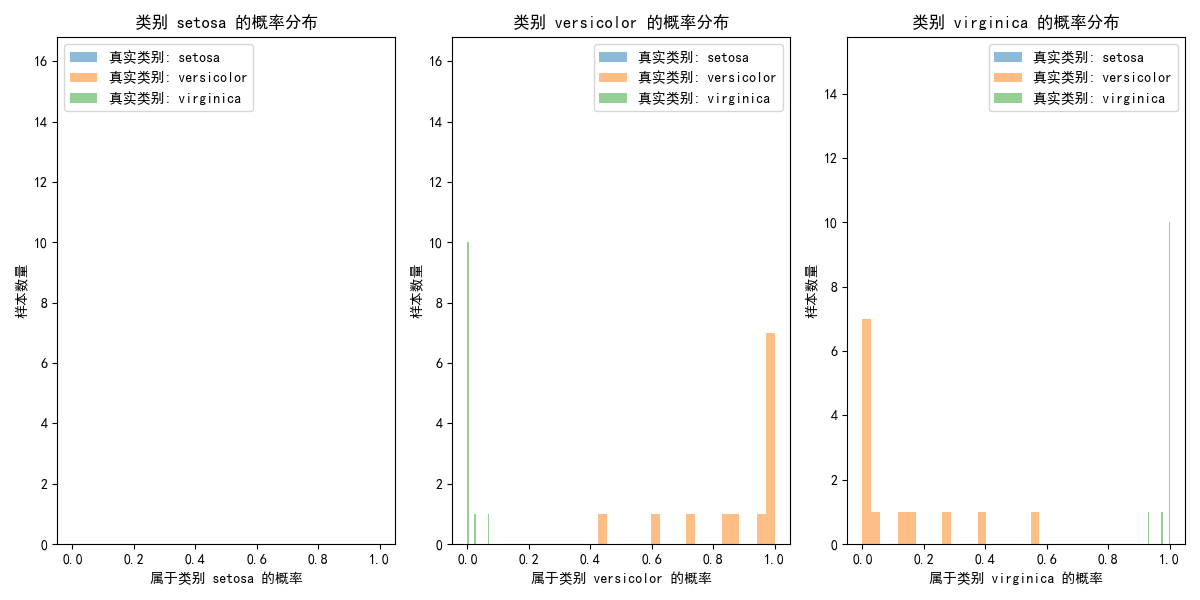 类别 setosa 的概率分布
真实类别: setosa
真实类别: versicolor
真实类别: virginica
样本数量
16
14
12
10
8
6
4
2
0
0.0 0.2 0.4 0.6 0.8 1.0
属于类别 setosa 的概率
类别 versicolor 的概率分布
真实类别: setosa
真实类别: versicolor
真实类别: virginica
样本数量
16
14
12
10
8
6
4
2
0
0.0 0.2 0.4 0.6 0.8 1.0
属于类别 versicolor 的概率
类别 virginica 的概率分布
真实类别: setosa
真实类别: versicolor
真实类别: virginica
样本数量
14
12
10
8
6
4
2
0
0.0 0.2 0.4 0.6 0.8 1.0
属于类别 virginica 的概率